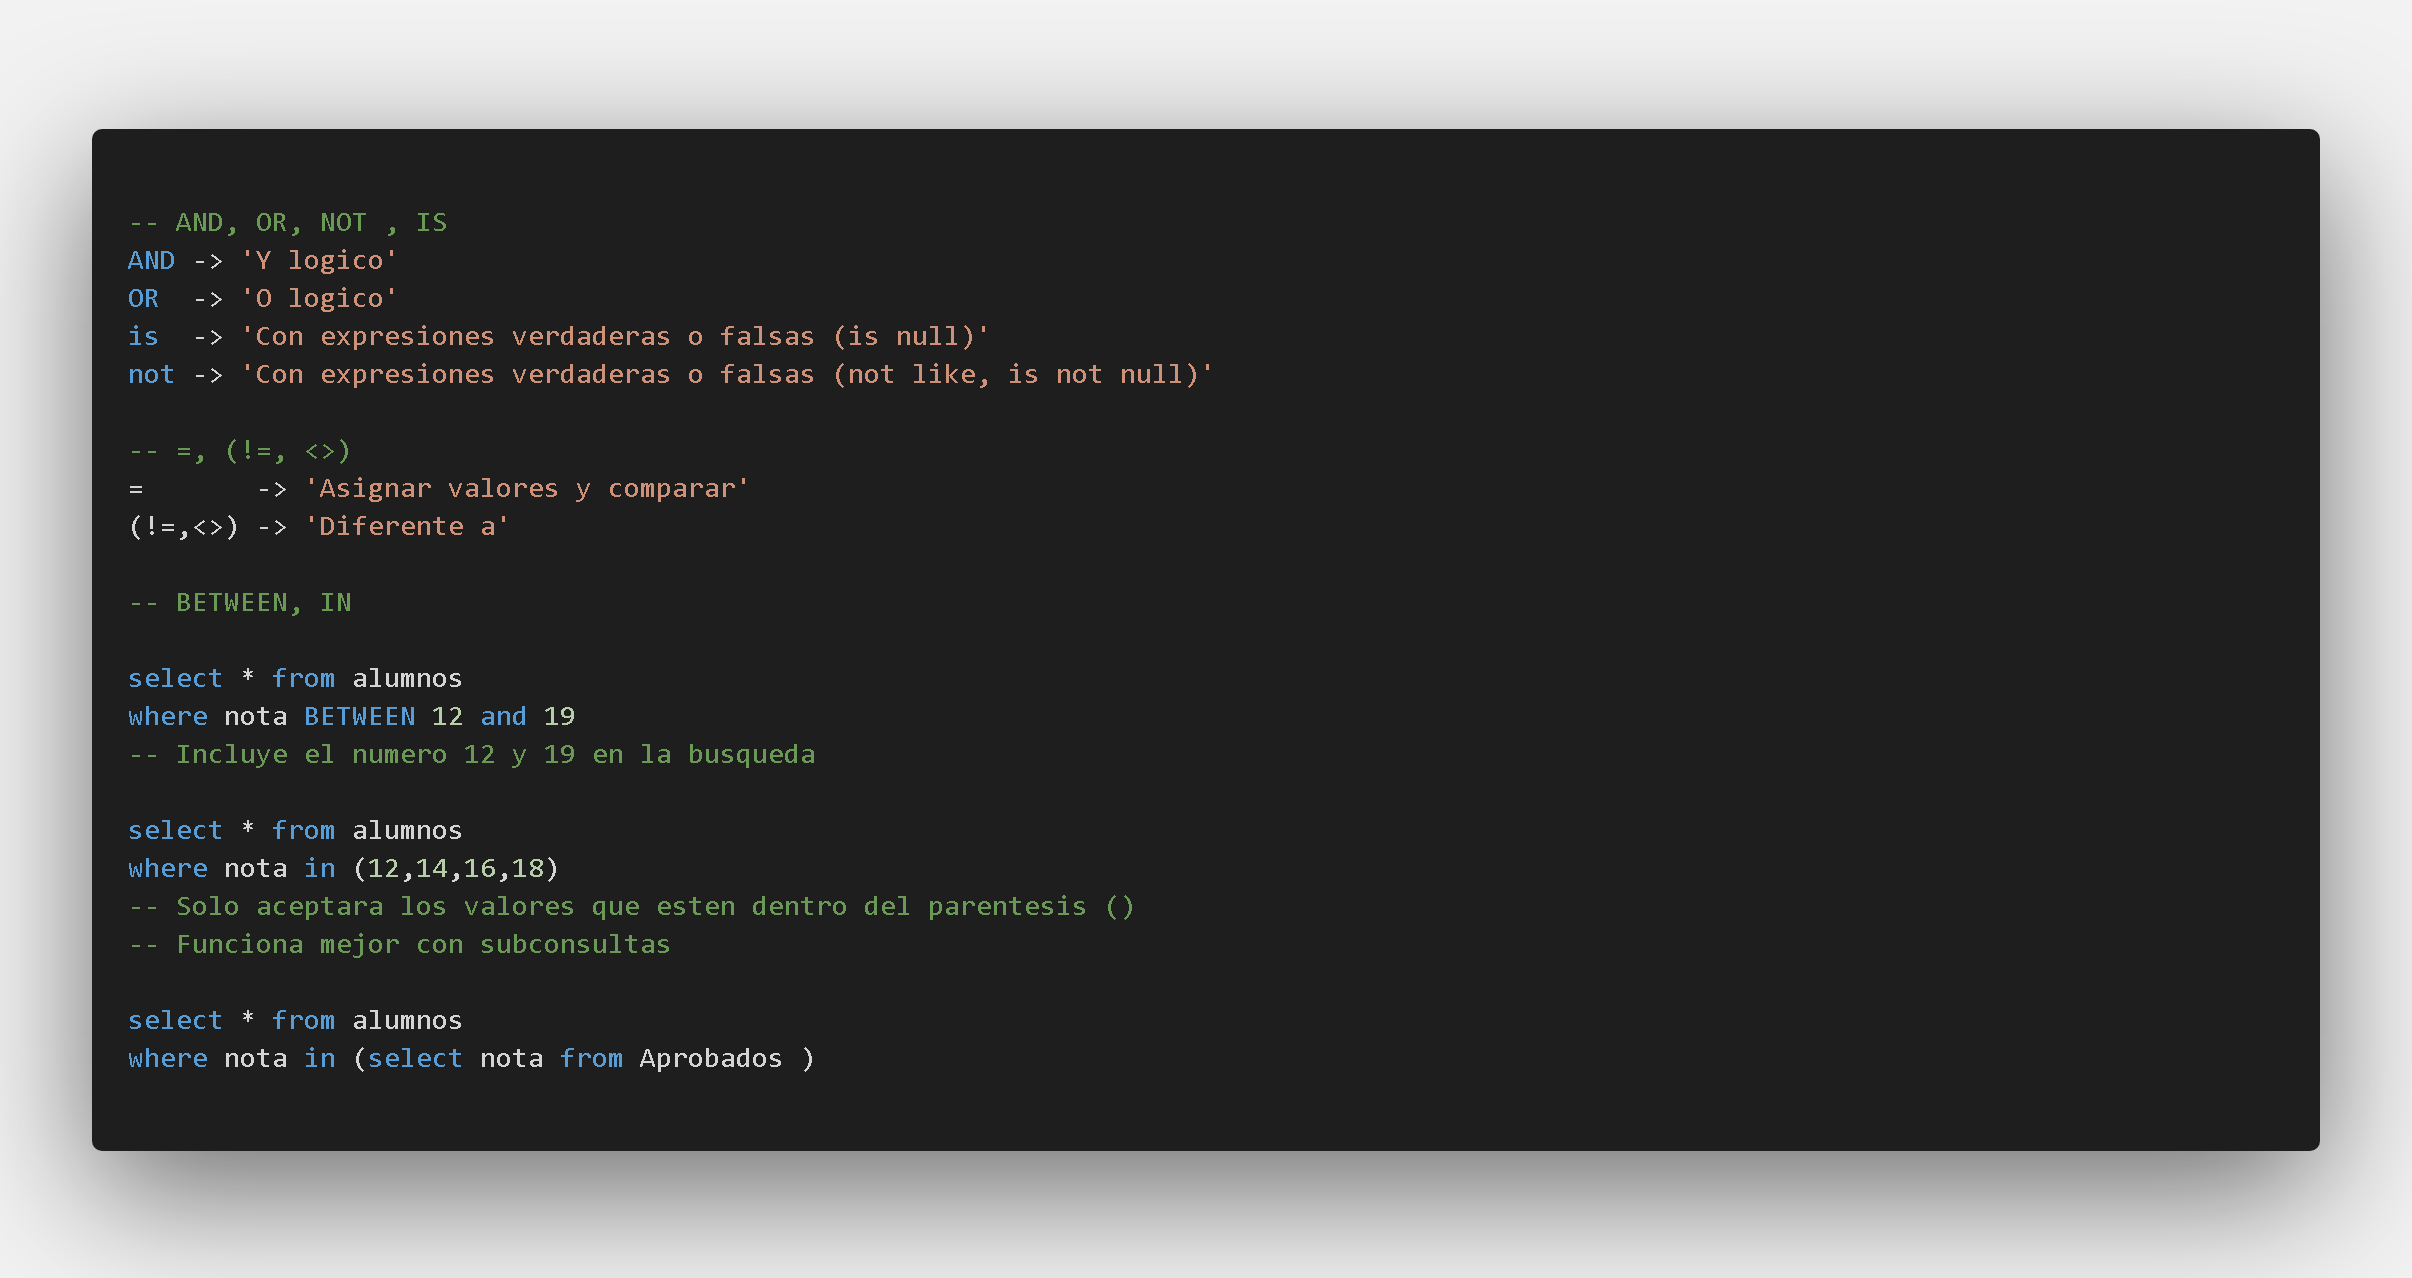 -- AND, OR, NOT , IS
AND -> 'Y logico'
OR  -> 'O logico'
is  -> 'Con expresiones verdaderas o falsas (is null)'
not -> 'Con expresiones verdaderas o falsas (not like, is not null)'
-- =, (!=, <>)
=       -> 'Asignar valores y comparar'
(!=,<>) -> 'Diferente a'
-- BETWEEN, IN
select * from alumnos
where nota BETWEEN 12 and 19
-- Incluye el numero 12 y 19 en la busqueda
select * from alumnos
where nota in (12,14,16,18)
-- Solo aceptara los valores que esten dentro del parentesis ()
-- Funciona mejor con subconsultas
select * from alumnos
where nota in (select nota from Aprobados )